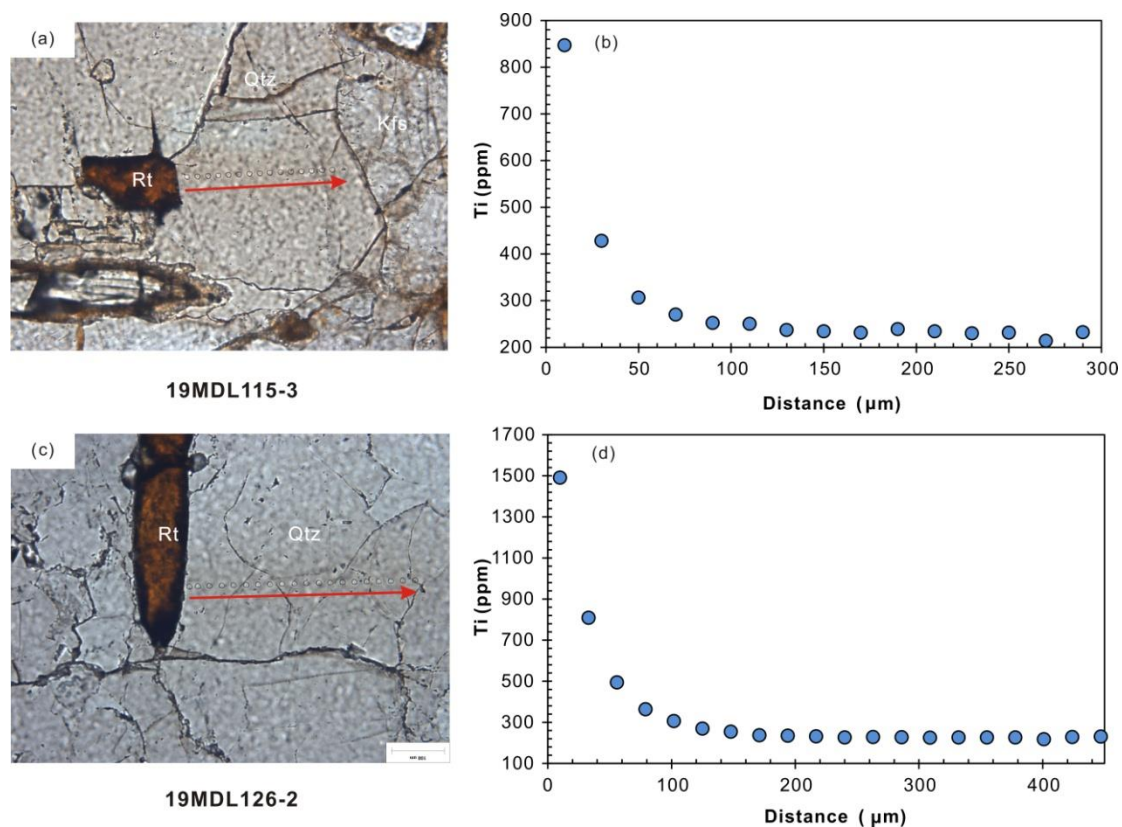 (a)
Qtz
Kfs
Rt
19MDL115-3
(b)
900
800
700
600
500
400
300
200
Ti (ppm)
0 50 100 150 200 250 300
Distance (µm)
(c)
Rt
Qtz
19MDL126-2
(d)
1700
1500
1300
1100
900
700
500
300
100
Ti (ppm)
0 100 200 300 400
Distance (µm)